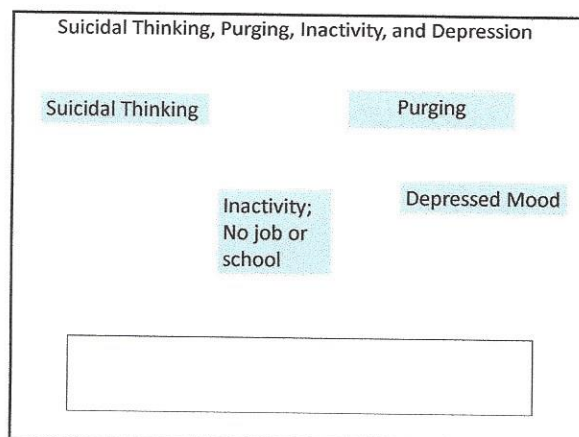 Suicidal Thinking, Purging, Inactivity, and Depression
Suicidal Thinking
Purging
Inactivity;
No job or
school
Depressed Mood